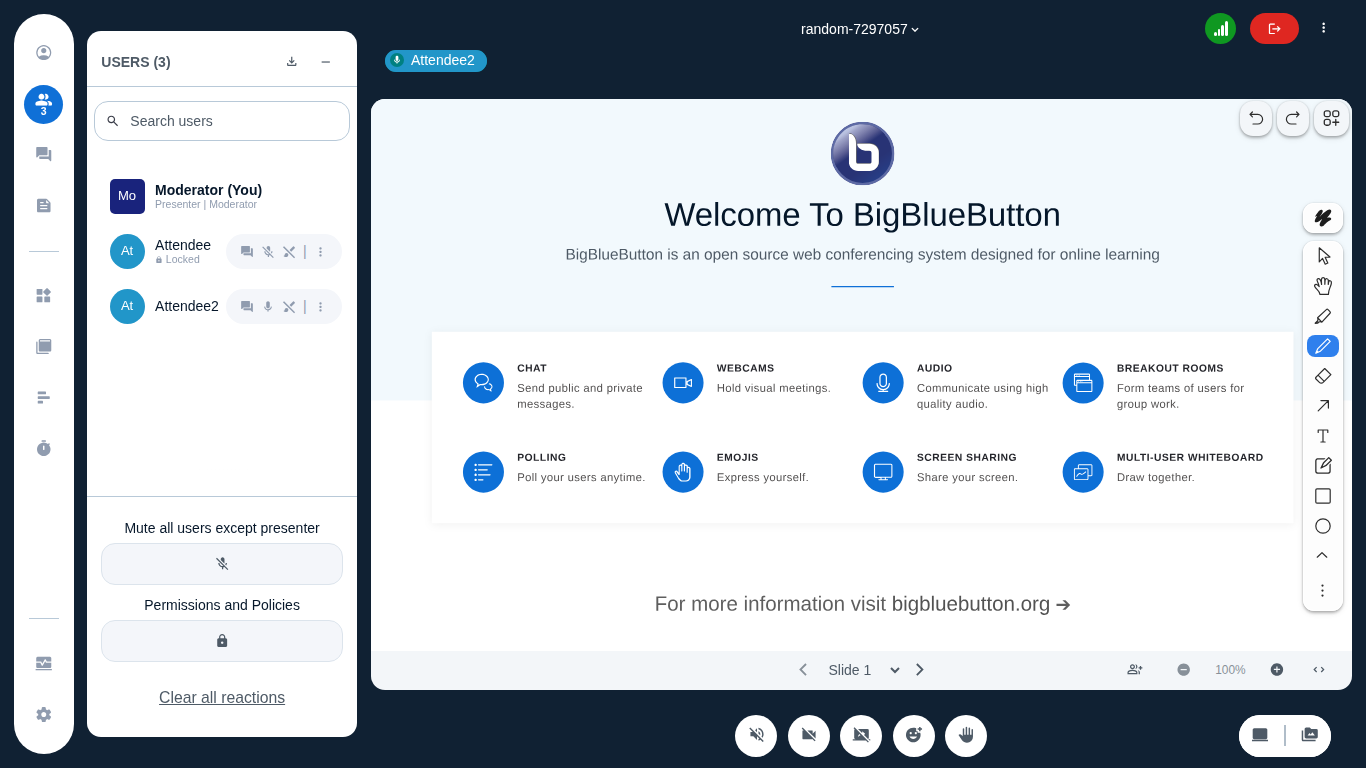 random-7297057
USERS (3)
Attendee2
3
Search users
Mo
Moderator (You)
Presenter | Moderator
At
Attendee
Locked
At
Attendee2
Mute all users except presenter
Permissions and Policies
Clear all reactions
Welcome To BigBlueButton
BigBlueButton is an open source web conferencing system designed for online learning
CHAT
Send public and private
messages.
WEBCAMS
Hold visual meetings.
AUDIO
Communicate using high
quality audio.
BREAKOUT ROOMS
Form teams of users for
group work.
POLLING
Poll your users anytime.
EMOJIS
Express yourself.
SCREEN SHARING
Share your screen.
MULTI-USER WHITEBOARD
Draw together.
For more information visit bigbluebutton.org ➔
Slide 1
100%